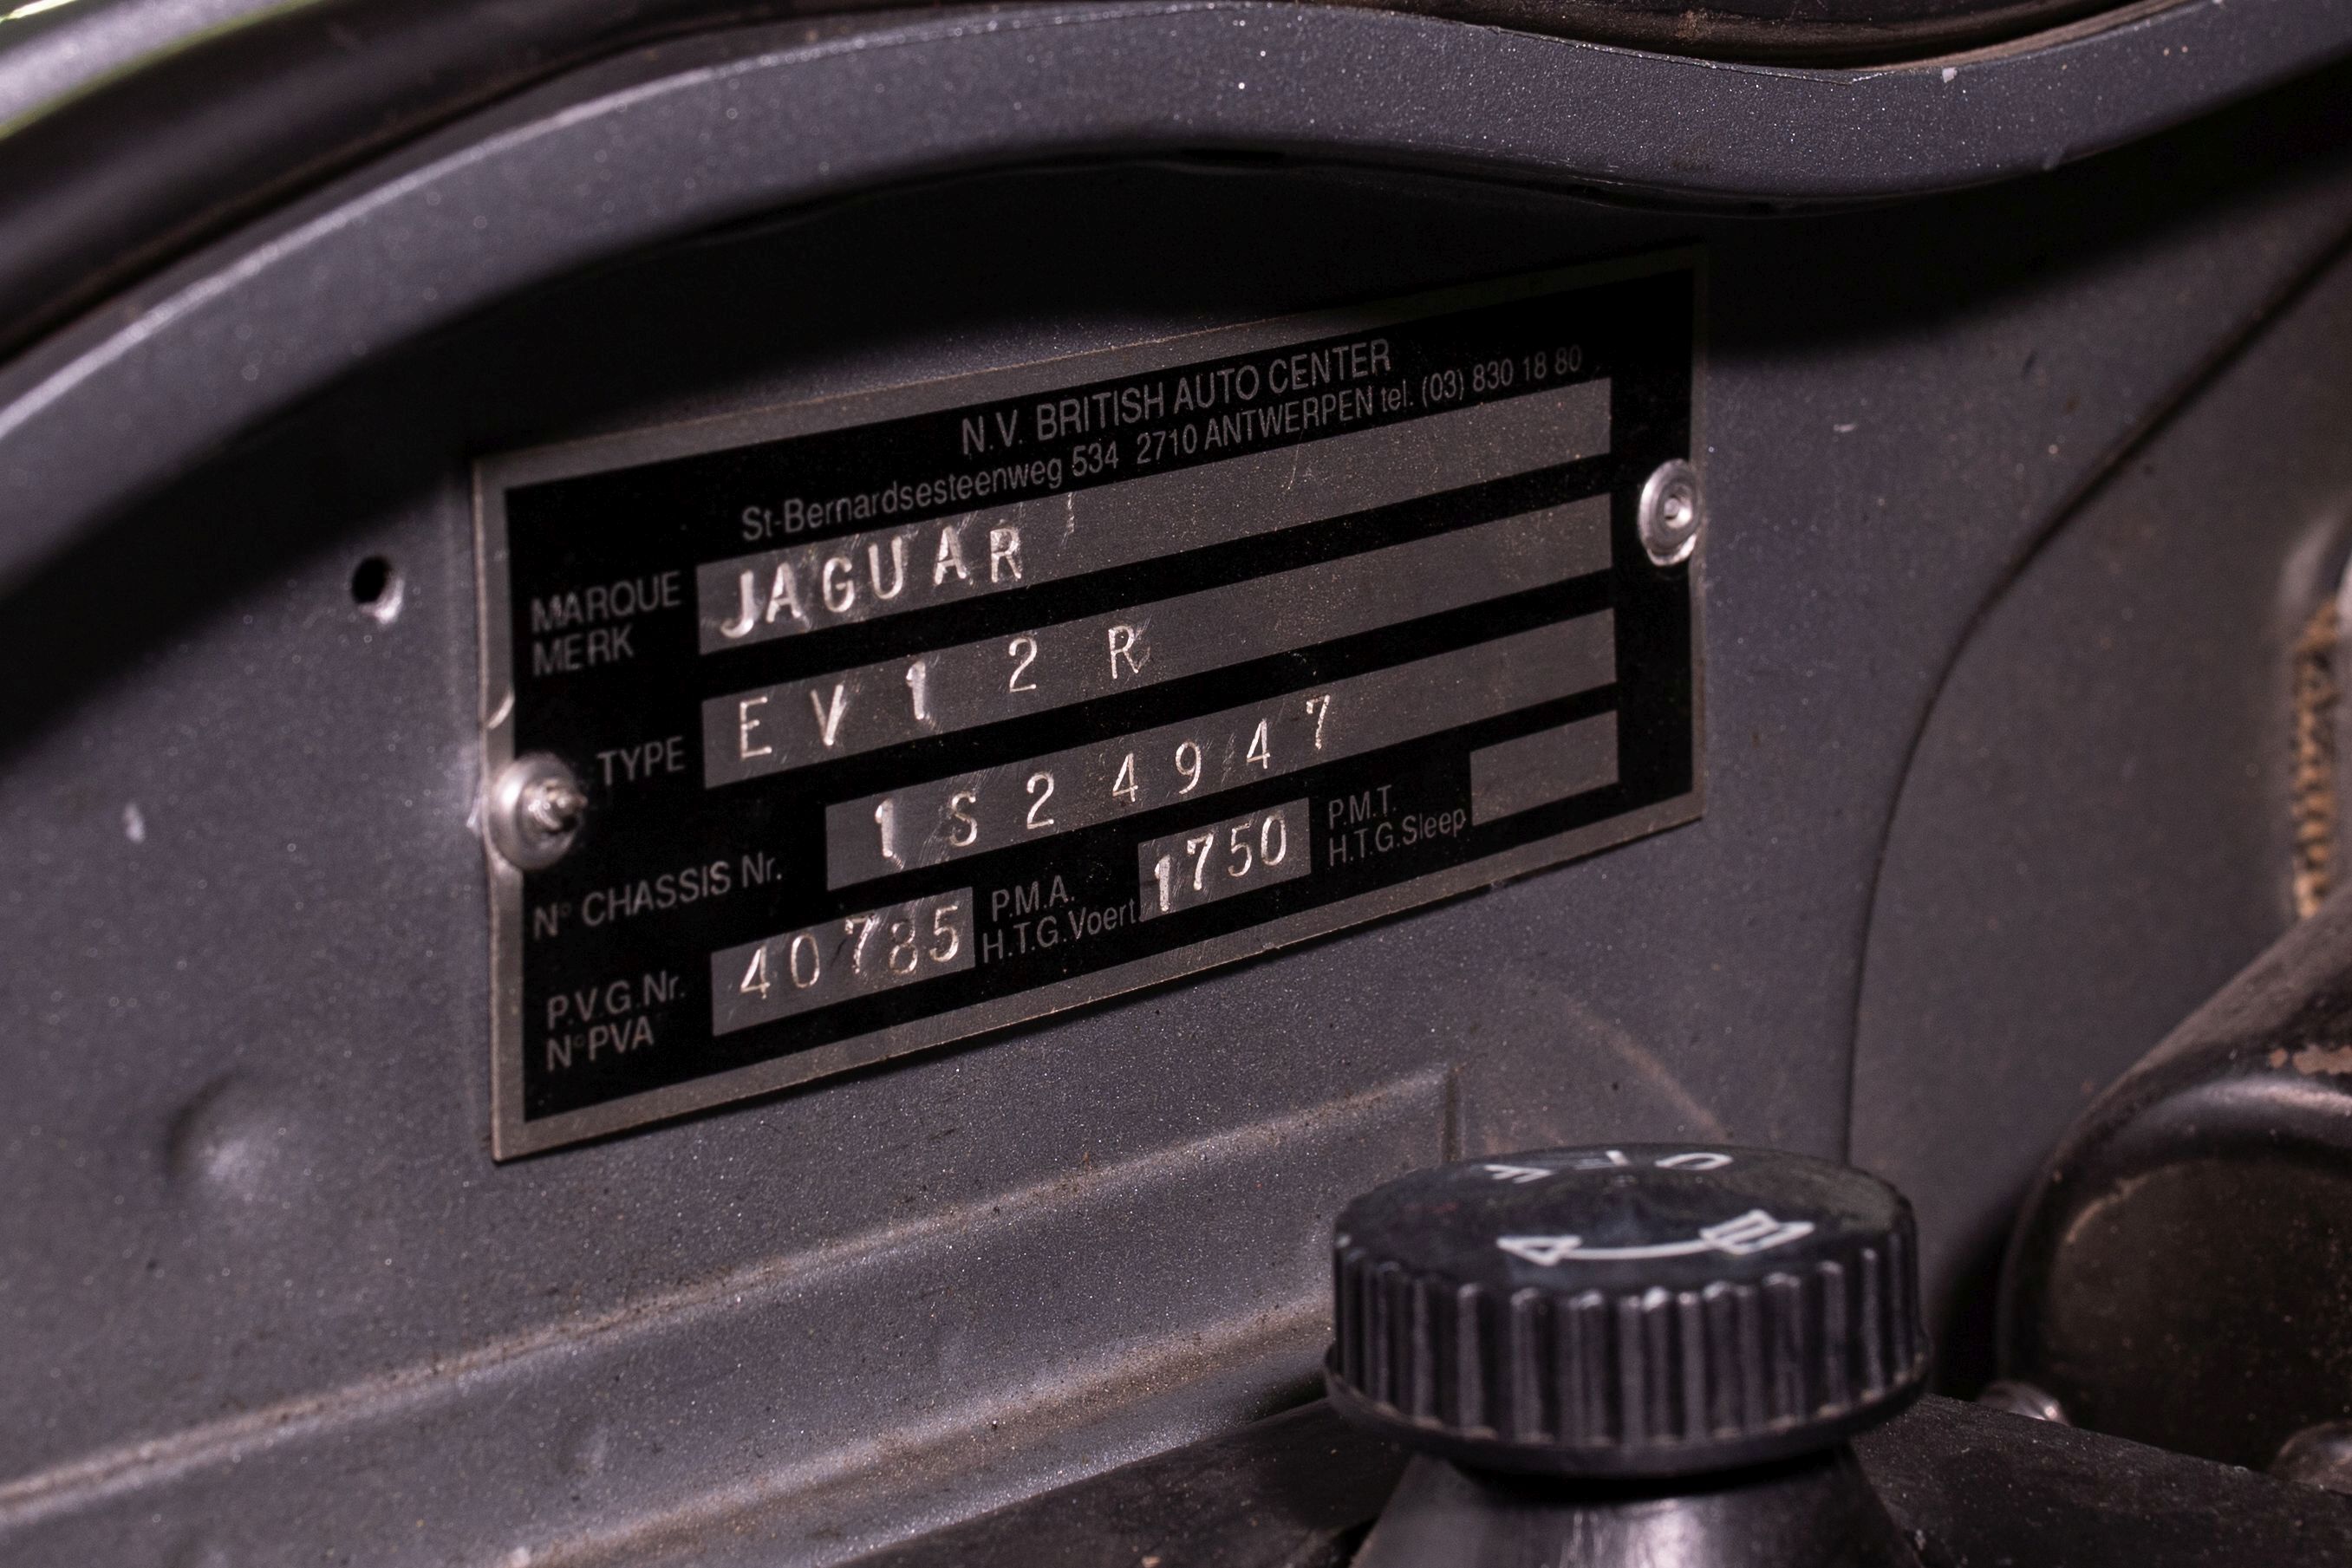 N.V. BRITISH AUTO CENTER
St-Bernardsesteenweg 534 2710 ANTWERPEN tel. (03) 830 18 80
MARQUE
MERK
JAGUAR
TYPE
EV12R
N° CHASSIS Nr.
1S24947
P.V.G.Nr.
N°PVA
40785
P.M.A.
H.T.G.Voert.
1750
P.M.T.
H.T.G.Sleep